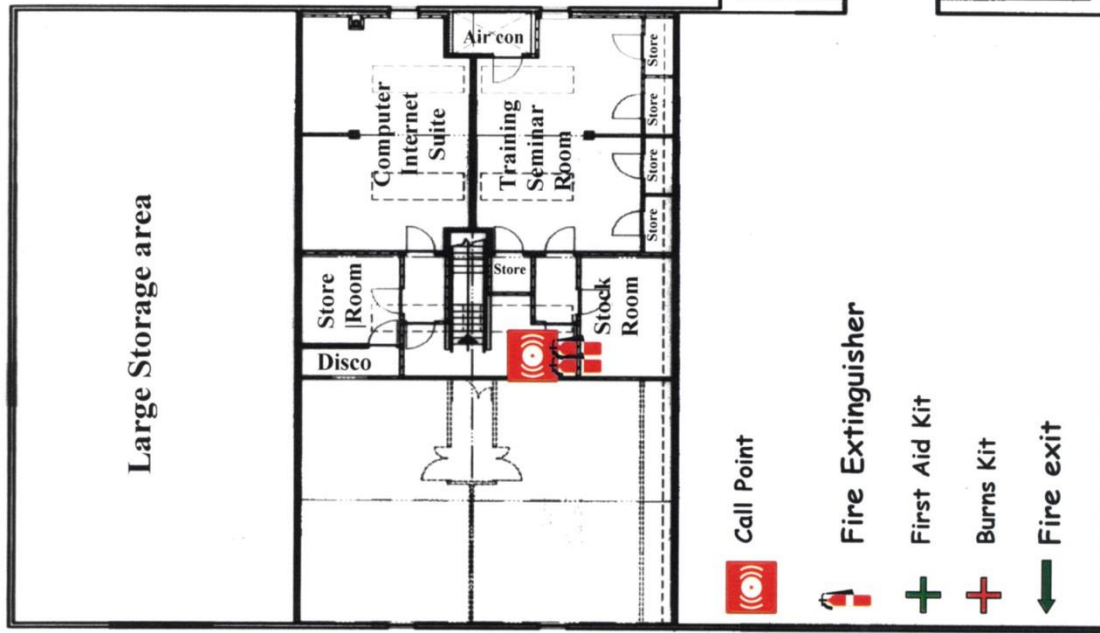 Large Storage area
Air con
Computer
Internet
Suite
Training
Seminar
Room
Store
Store
Store
Store
Store
Room
Disco
Store
Stock
Room
Call Point
Fire Extinguisher
First Aid Kit
Burns Kit
Fire exit